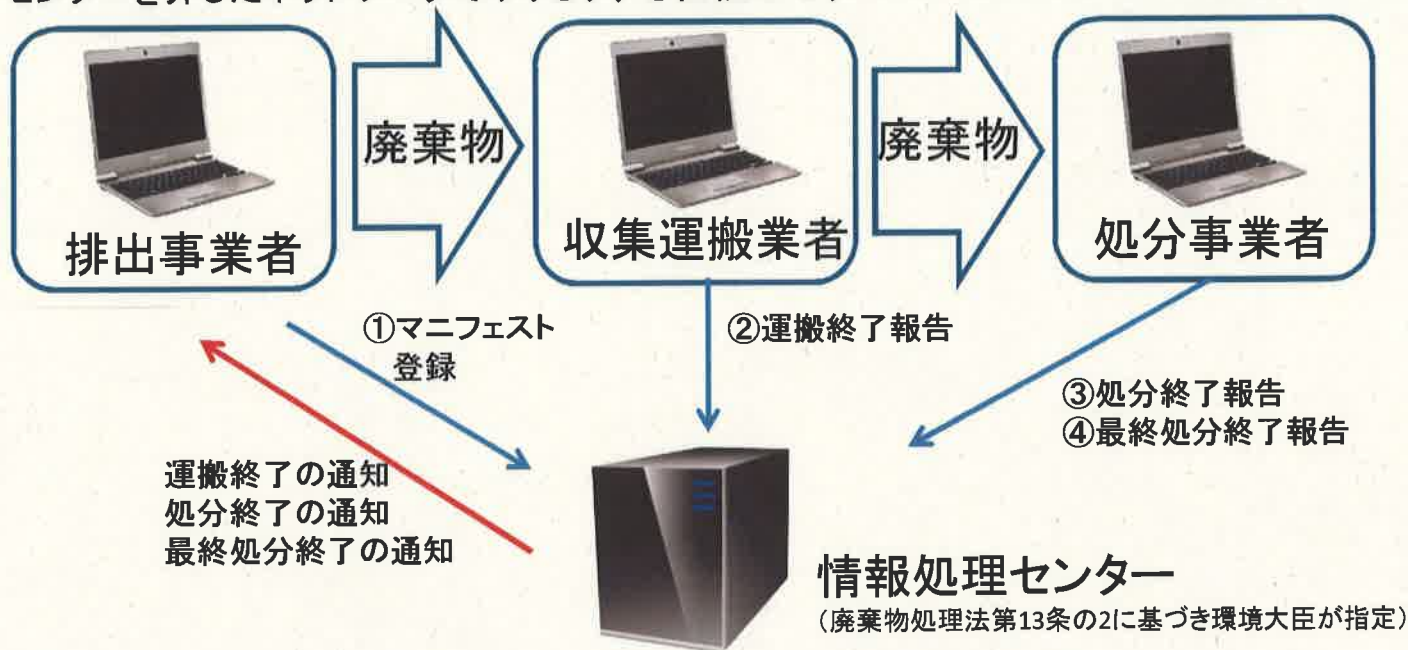 廃棄物
廃棄物
排出事業者
収集運搬業者
処分事業者
①マニフェスト
登録
②運搬終了報告
③処分終了報告
④最終処分終了報告
運搬終了の通知
処分終了の通知
最終処分終了の通知
情報処理センター
(廃棄物処理法第13条の2に基づき環境大臣が指定)